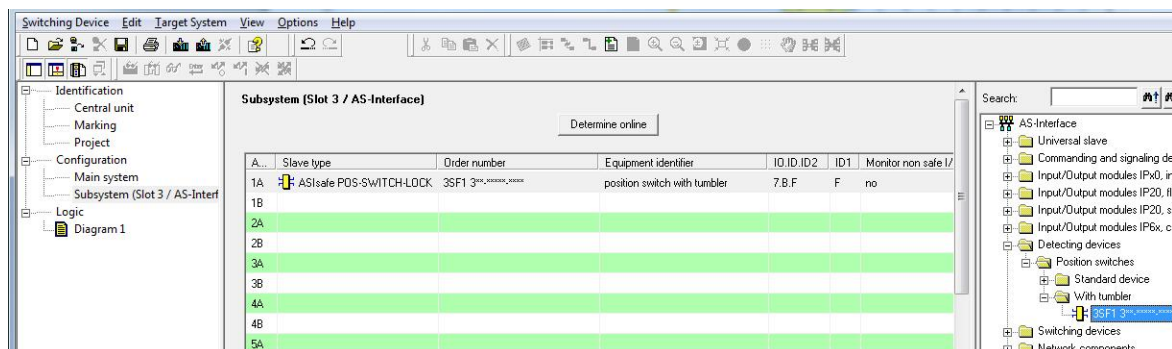 Switching Device Edit Target System View Options Help
Identification
Central unit
Marking
Project
Configuration
Main system
Subsystem (Slot 3 / AS-Interf
Logic
Diagram 1
Subsystem (Slot 3 / AS-Interface)
Determine online
A... Slave type Order number Equipment identifier IO.ID.ID2 ID1 Monitor non safe I/
1A ASIsafe POS-SWITCH-LOCK 3SF1 3**-*****-**** position switch with tumbler 7.B.F F no
1B
2A
2B
3A
3B
4A
4B
5A
Search:
AS-Interface
Universal slave
Commanding and signaling de
Input/Output modules IPx0, ir
Input/Output modules IP20, fl
Input/Output modules IP20, s
Input/Output modules IP6x, c
Detecting devices
Position switches
Standard device
With tumbler
3SF1 3**-*****-***
Switching devices
Network components